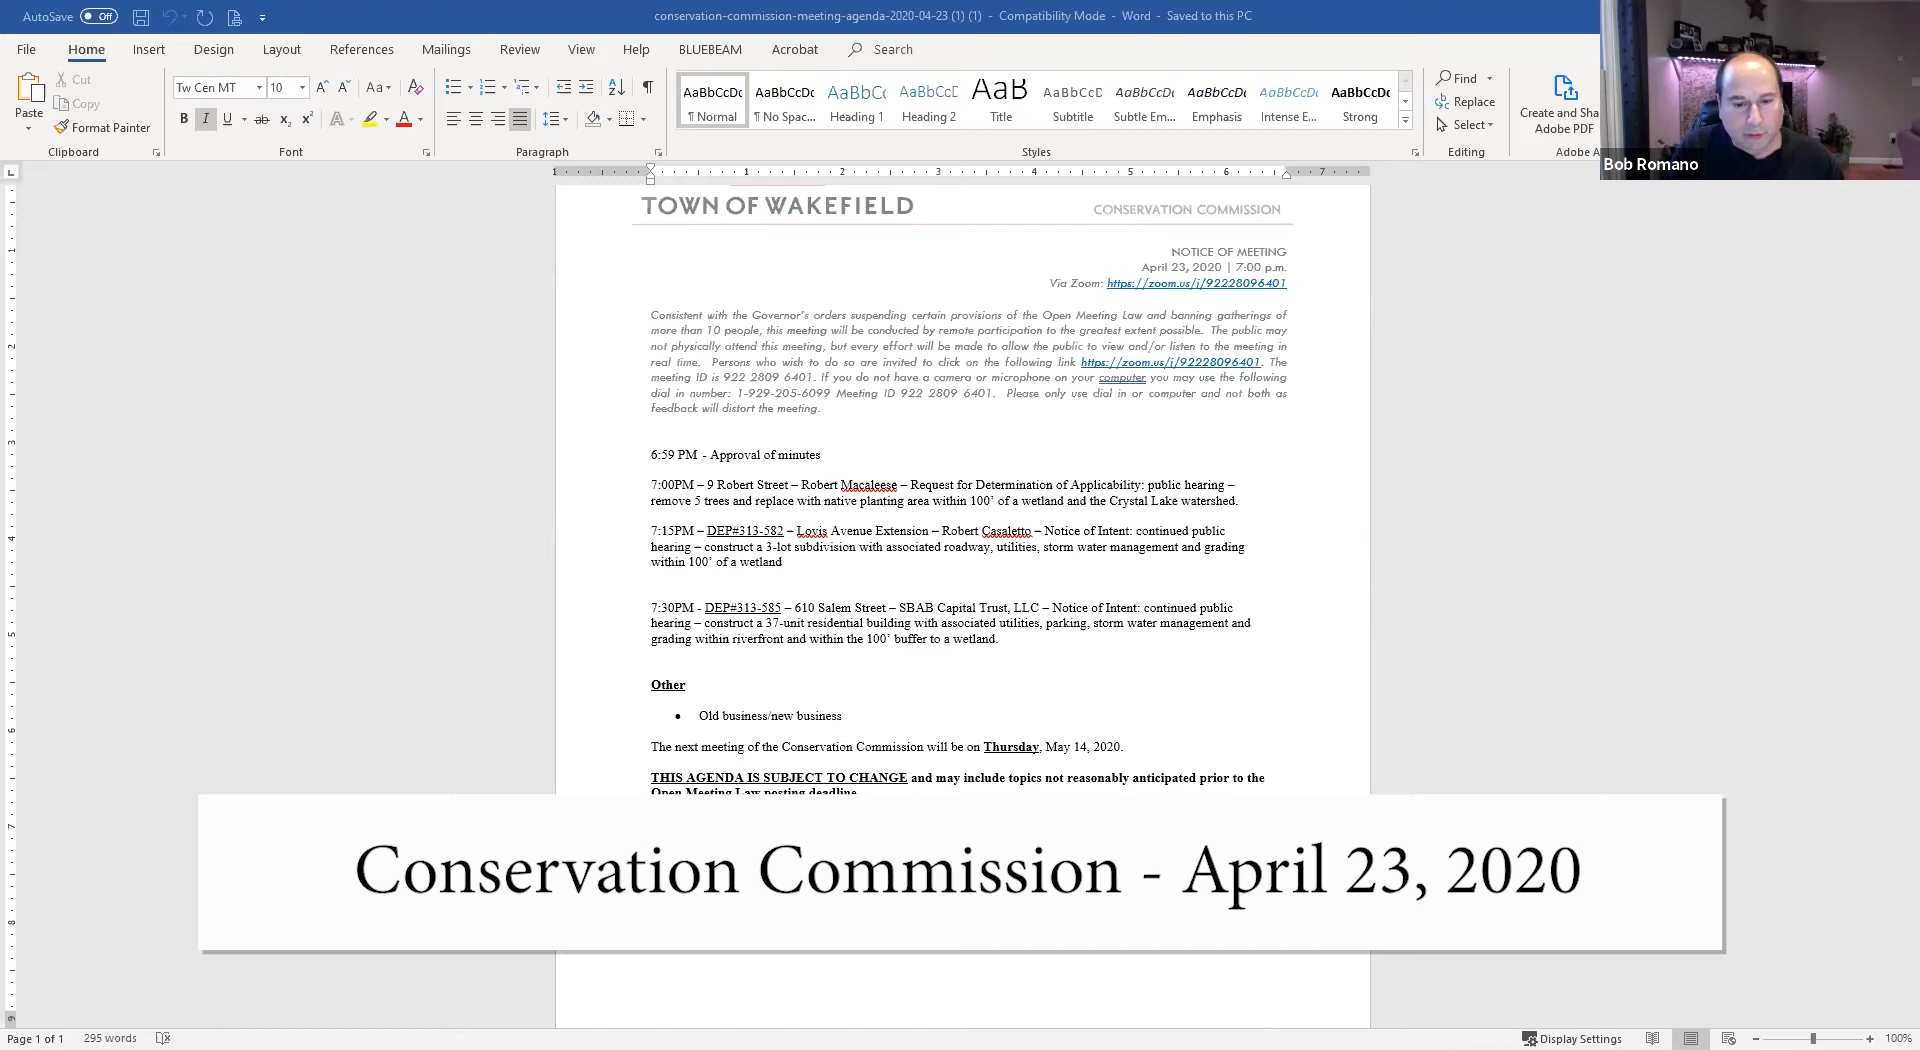 AutoSave Off conservation-commission-meeting-agenda-2020-04-23 (1) (1) - Compatibility Mode - Word - Saved to this PC
File Home Insert Design Layout References Mailings Review View Help BLUEBEAM Acrobat Search
Paste Cut Copy Format Painter
Clipboard
Tw Cen MT 10
Font
Paragraph
AaBbCcDc AaBbCcDc AaBbCc AaBbCcD AaB AaBbCcD AaBbCcDc AaBbCcDc AaBbCcDc AaBbCcDc
¶ Normal ¶ No Spac... Heading 1 Heading 2 Title Subtitle Subtle Em... Emphasis Intense E... Strong
Styles
Find
Replace
Select
Editing
Create and Sha
Adobe PDF
Adobe A
Bob Romano
TOWN OF WAKEFIELD CONSERVATION COMMISSION
NOTICE OF MEETING
April 23, 2020 | 7:00 p.m.
Via Zoom: https://zoom.us/j/92228096401
Consistent with the Governor's orders suspending certain provisions of the Open Meeting Law and banning gatherings of
more than 10 people, this meeting will be conducted by remote participation to the greatest extent possible. The public may
not physically attend this meeting, but every effort will be made to allow the public to view and/or listen to the meeting in
real time. Persons who wish to do so are invited to click on the following link https://zoom.us/j/92228096401. The
meeting ID is 922 2809 6401. If you do not have a camera or microphone on your computer you may use the following
dial in number: 1-929-205-6099 Meeting ID 922 2809 6401. Please only use dial in or computer and not both as
feedback will distort the meeting.
6:59 PM - Approval of minutes
7:00PM – 9 Robert Street – Robert Macaleese – Request for Determination of Applicability: public hearing –
remove 5 trees and replace with native planting area within 100' of a wetland and the Crystal Lake watershed.
7:15PM – DEP#313-582 – Lovis Avenue Extension – Robert Casaletto – Notice of Intent: continued public
hearing – construct a 3-lot subdivision with associated roadway, utilities, storm water management and grading
within 100' of a wetland
7:30PM - DEP#313-585 – 610 Salem Street – SBAB Capital Trust, LLC – Notice of Intent: continued public
hearing – construct a 37-unit residential building with associated utilities, parking, storm water management and
grading within riverfront and within the 100' buffer to a wetland.
Other
• Old business/new business
The next meeting of the Conservation Commission will be on Thursday, May 14, 2020.
THIS AGENDA IS SUBJECT TO CHANGE and may include topics not reasonably anticipated prior to the
Open Meeting Law posting deadline
Conservation Commission - April 23, 2020
Page 1 of 1 295 words Display Settings 100%